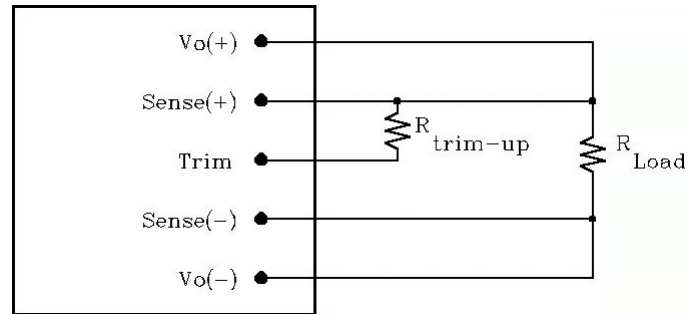 Vo(+)
Sense(+)
R trim-up
Trim
R Load
Sense(-)
Vo(-)